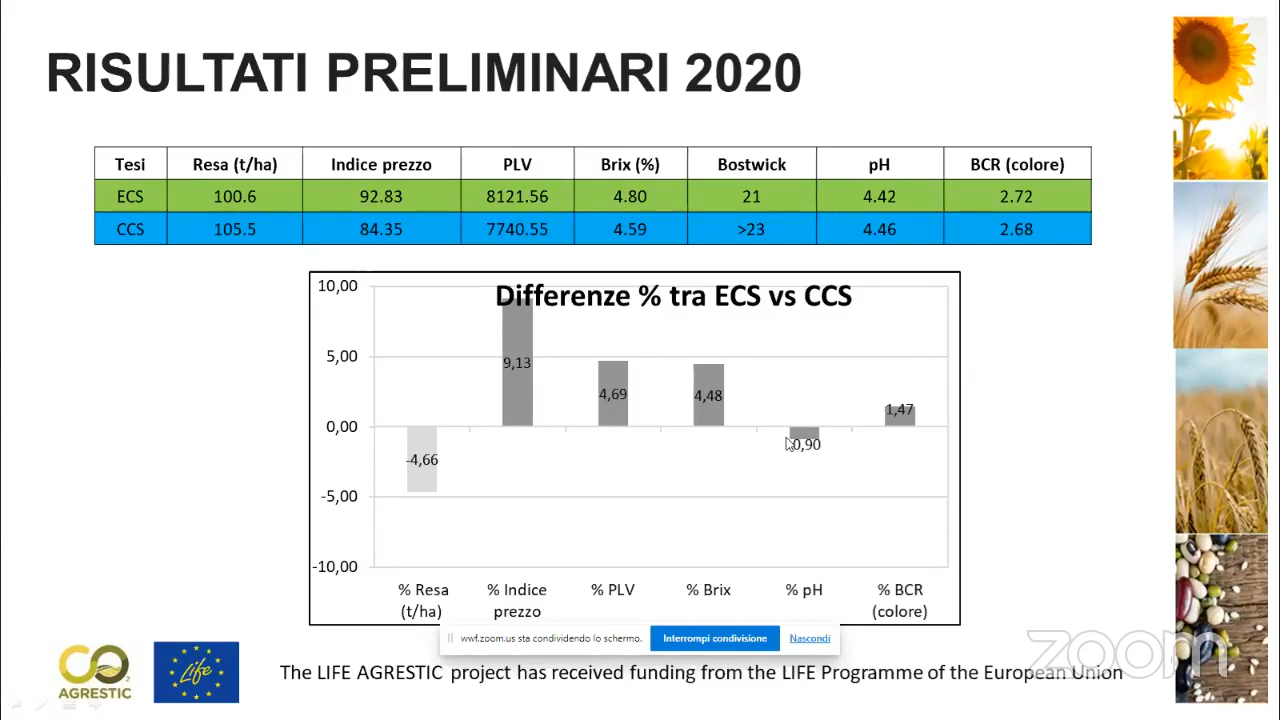 RISULTATI PRELIMINARI 2020
Tesi Resa (t/ha) Indice prezzo PLV Brix (%) Bostwick pH BCR (colore)
ECS 100.6 92.83 8121.56 4.80 21 4.42 2.72
CCS 105.5 84.35 7740.55 4.59 >23 4.46 2.68
Differenze % tra ECS vs CCS
10,00
5,00
0,00
-5,00
-10,00
-4,66
9,13
4,69
4,48
-0,90
1,47
% Resa (t/ha)
% Indice prezzo
% PLV
% Brix
% pH
% BCR (colore)
wwf.zoom.us sta condividendo lo schermo. Interrompi condivisione Nascondi
CO2
AGRESTIC
Life
The LIFE AGRESTIC project has received funding from the LIFE Programme of the European Union
zoom